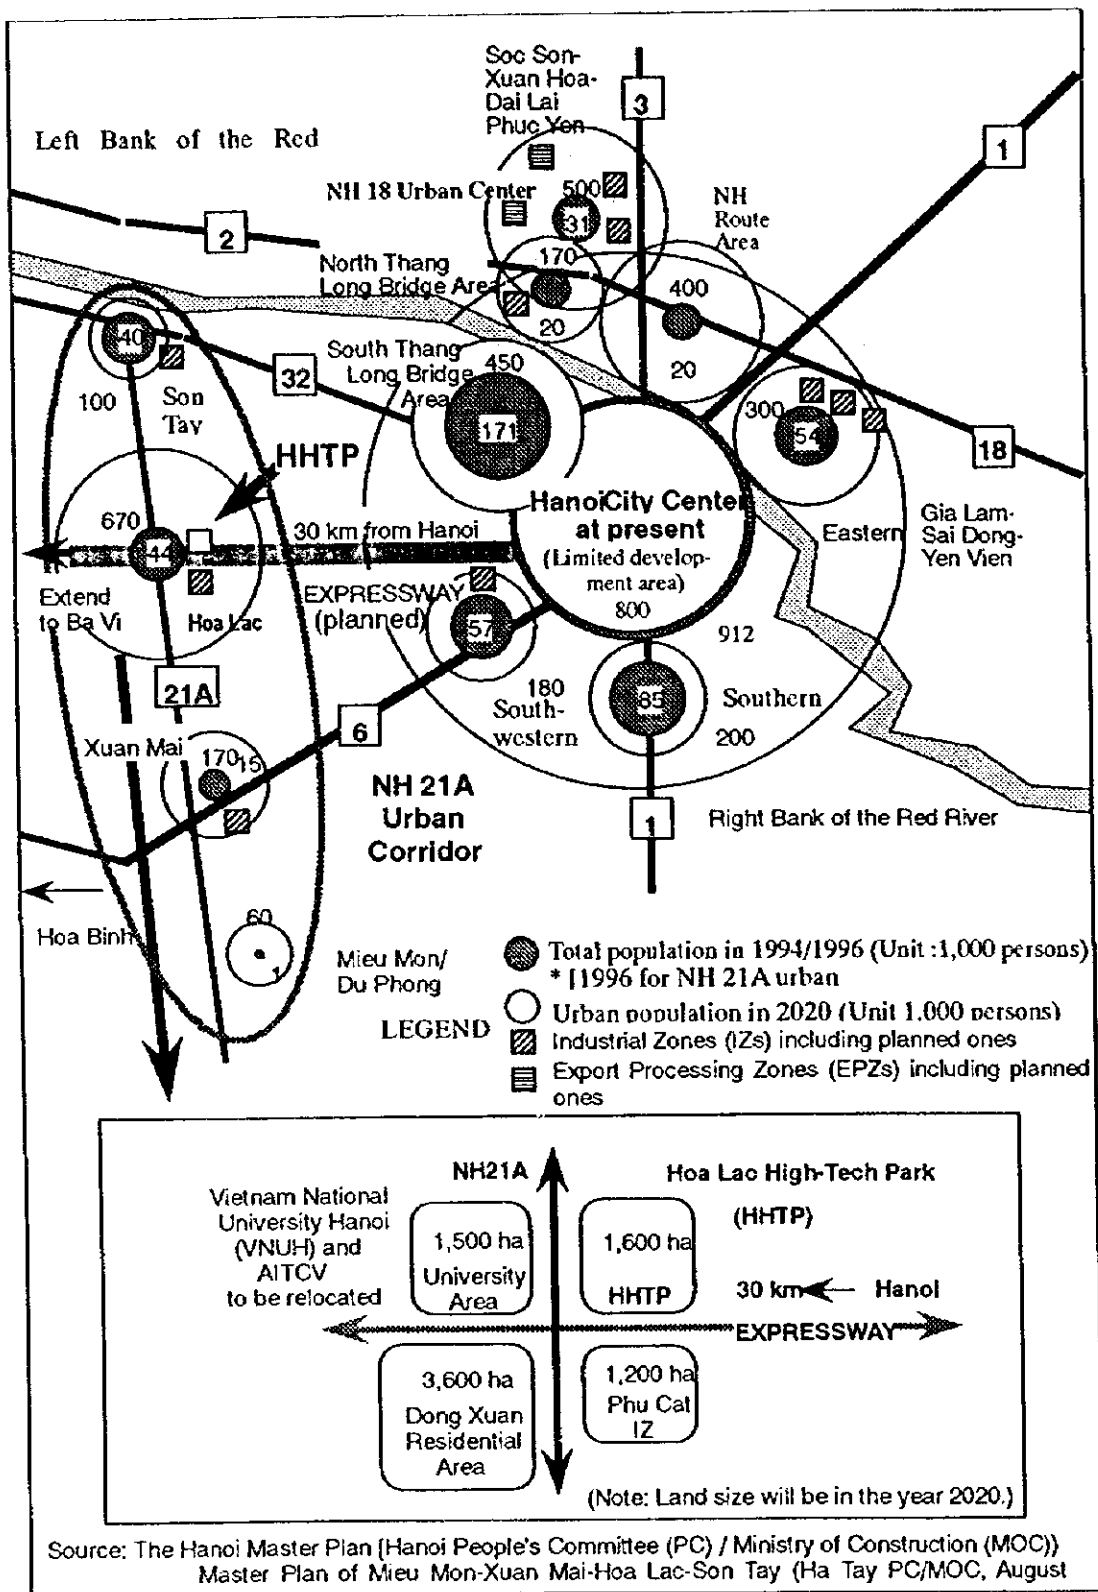 Soc Son-
Xuan Hoa-
Dai Lai
Phuc Yen
3
1
Left Bank of the Red
NH 18 Urban Center
500
31
NH
Route
Area
2
170
North Thang
Long Bridge Area
400
20
20
South Thang
Long Bridge
Area
450
40
32
100
Son
Tay
171
300
54
18
HHTP
HanoiCity Center
at present
(Limited develop-
ment area)
800
670
30 km from Hanoi
44
Eastern
Gia Lam-
Sai Dong-
Yen Vien
Extend
to Ba Vi
Hoa Lac
EXPRESSWAY
(planned)
57
912
21A
180
South-
western
85
Southern
200
6
Xuan Mai
170
15
NH 21A
Urban
Corridor
1
Right Bank of the Red River
Hoa Binh
60
1
Mieu Mon/
Du Phong
LEGEND
Total population in 1994/1996 (Unit :1,000 persons)
* [1996 for NH 21A urban
Urban population in 2020 (Unit 1.000 persons)
Industrial Zones (IZs) including planned ones
Export Processing Zones (EPZs) including planned
ones
NH21A
Hoa Lac High-Tech Park
(HHTP)
Vietnam National
University Hanoi
(VNUH) and
AITCV
to be relocated
1,500 ha
University
Area
1,600 ha
HHTP
30 km
Hanoi
EXPRESSWAY
3,600 ha
Dong Xuan
Residential
Area
1,200 ha
Phu Cat
IZ
(Note: Land size will be in the year 2020.)
Source: The Hanoi Master Plan [Hanoi People's Committee (PC) / Ministry of Construction (MOC)}
Master Plan of Mieu Mon-Xuan Mai-Hoa Lac-Son Tay (Ha Tay PC/MOC, August